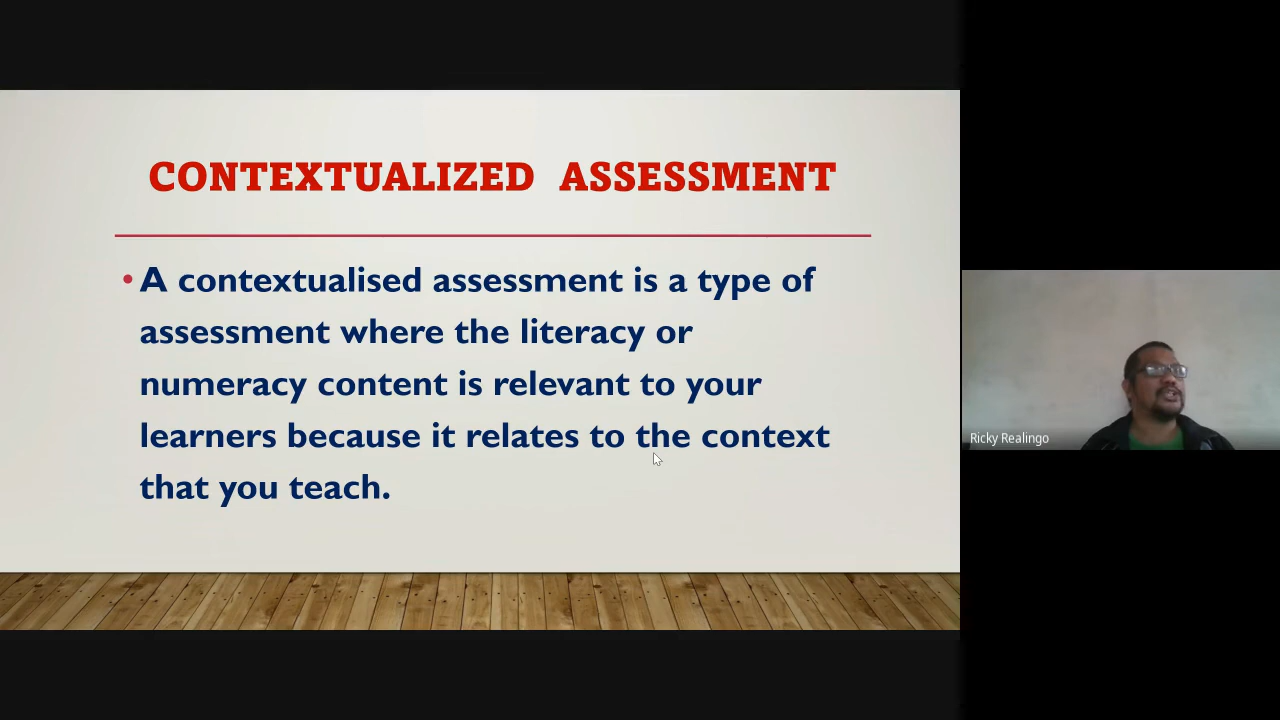 CONTEXTUALIZED ASSESSMENT
• A contextualised assessment is a type of
assessment where the literacy or
numeracy content is relevant to your
learners because it relates to the context
that you teach.
Ricky Realingo